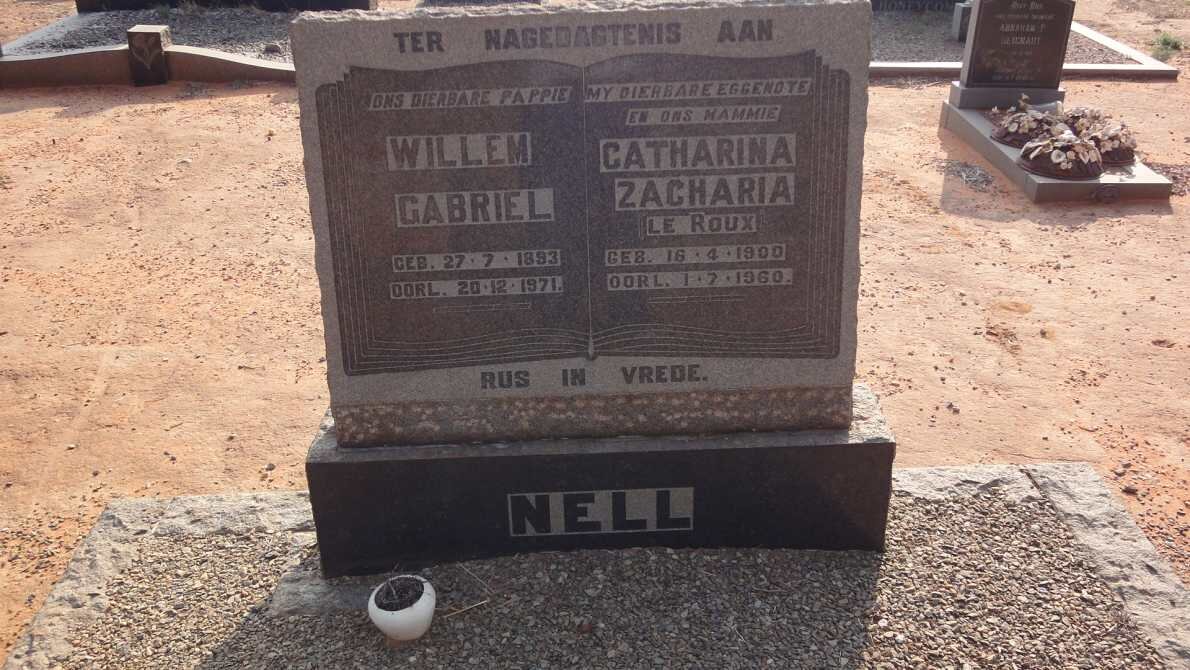 TER NAGEDAGTENIS AAN
ONS DIERBARE PAPPIE
WILLEM
GABRIEL
GEB. 27·7·1893
OORL. 20·12·1971.
MY DIERBARE EGGENOTE
EN ONS MAMMIE
CATHARINA
ZACHARIA
LE ROUX
GEB. 16·4·1900
OORL. 1·7·1960.
RUS IN VREDE.
NELL
ABRAHAM